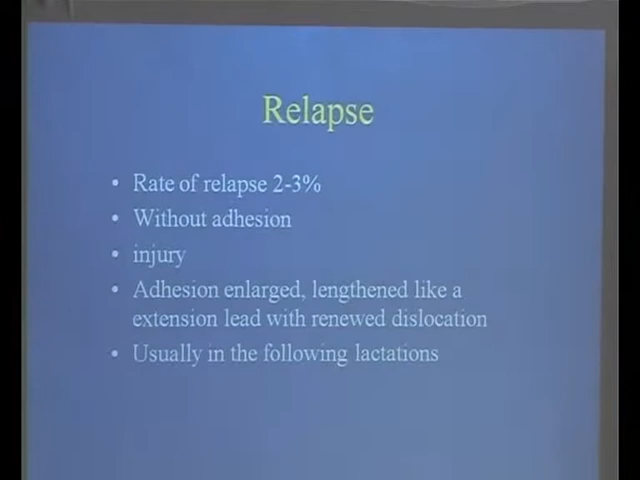 Relapse
• Rate of relapse 2-3%
• Without adhesion
• injury
• Adhesion enlarged, lengthened like a
extension lead with renewed dislocation
• Usually in the following lactations